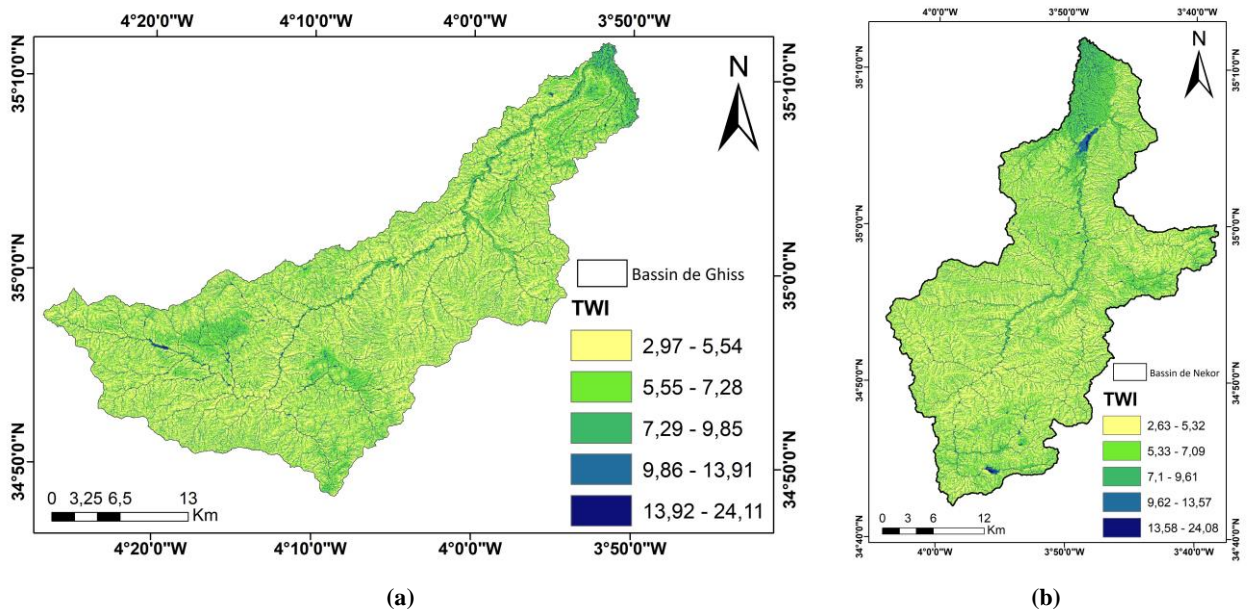 4°20'0"W 4°10'0"W 4°0'0"W 3°50'0"W
35°10'0"N
35°0'0"N
34°50'0"N
35°10'0"N
35°0'0"N
34°50'0"N
N
Bassin de Ghiss
TWI
2,97 - 5,54
5,55 - 7,28
7,29 - 9,85
9,86 - 13,91
13,92 - 24,11
0 3,25 6,5 13
Km
4°20'0"W 4°10'0"W 4°0'0"W 3°50'0"W
(a)
4°0'0"W 3°50'0"W 3°40'0"W
35°10'0"N
35°0'0"N
34°50'0"N
34°40'0"N
35°10'0"N
35°0'0"N
34°50'0"N
34°40'0"N
N
Bassin de Nekor
TWI
2,63 - 5,32
5,33 - 7,09
7,1 - 9,61
9,62 - 13,57
13,58 - 24,08
0 3 6 12
Km
4°0'0"W 3°50'0"W 3°40'0"W
(b)